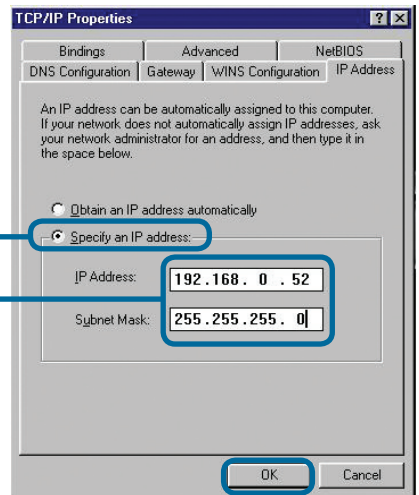 TCP/IP Properties ? X
Bindings Advanced NetBIOS
DNS Configuration Gateway WINS Configuration IP Address
An IP address can be automatically assigned to this computer.
If your network does not automatically assign IP addresses, ask
your network administrator for an address, and then type it in
the space below.
Obtain an IP address automatically
Specify an IP address:
IP Address: 192.168. 0 .52
Subnet Mask: 255.255.255. 0
OK Cancel